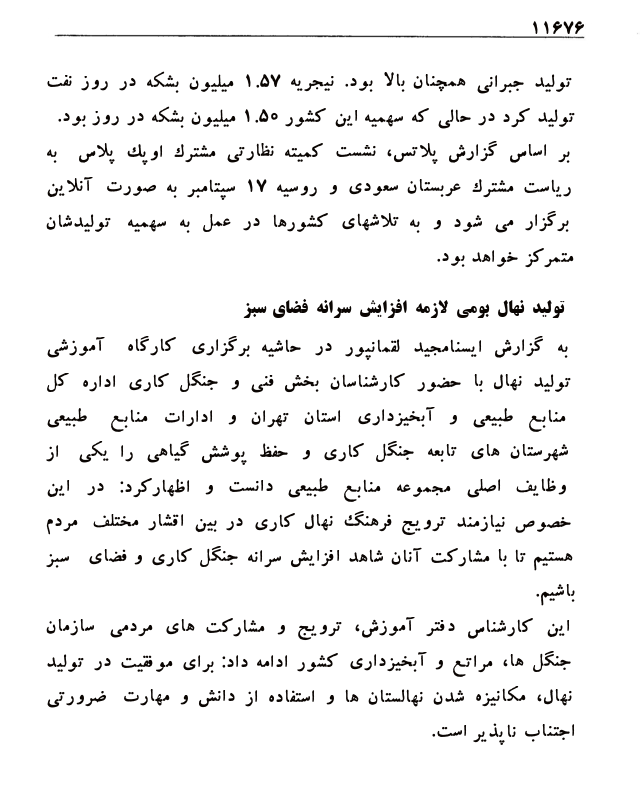 ۱۱۶۷۶
تولید جبرانی همچنان بالا بود. نیجریه ۱.۵۷ میلیون بشکه در روز نفت
تولید کرد در حالی که سهمیه این کشور ۱.۵۰ میلیون بشکه در روز بود.
بر اساس گزارش پلاتس، نشست کمیته نظارتی مشترك اوپك پلاس به
ریاست مشترك عربستان سعودی و روسیه ۱۷ سپتامبر به صورت آنلاین
برگزار می شود و به تلاشهای کشورها در عمل به سهمیه تولیدشان
متمرکز خواهد بود.
تولید نهال بومی لازمه افزایش سرانه فضای سبز
به گزارش ایسنامجید لقمانپور در حاشیه برگزاری کارگاه آموزشی
تولید نهال با حضور کارشناسان بخش فنی و جنگل کاری اداره کل
منابع طبیعی و آبخیزداری استان تهران و ادارات منابع طبیعی
شهرستان های تابعه جنگل کاری و حفظ پوشش گیاهی را یکی از
وظایف اصلی مجموعه منابع طبیعی دانست و اظهارکرد: در این
خصوص نیازمند ترویج فرهنگ نهال کاری در بین اقشار مختلف مردم
هستیم تا با مشارکت آنان شاهد افزایش سرانه جنگل کاری و فضای سبز
باشیم.
این کارشناس دفتر آموزش، ترویج و مشارکت های مردمی سازمان
جنگل ها، مراتع و آبخیزداری کشور ادامه داد: برای موفقیت در تولید
نهال، مکانیزه شدن نهالستان ها و استفاده از دانش و مهارت ضرورتی
اجتناب ناپذیر است.